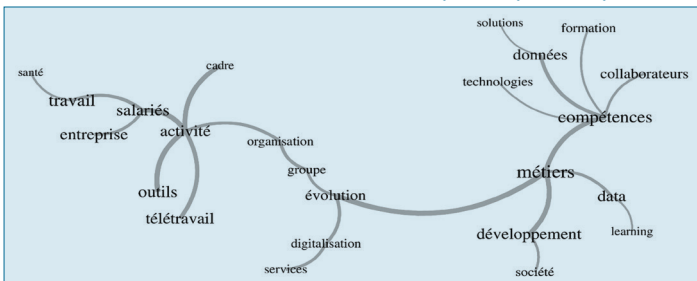 solutions
formation
données
cadre
santé
collaborateurs
technologies
travail
salariés
compétences
entreprise
activité
organisation
groupe
métiers
outils
évolution
data
télétravail
développement
learning
digitalisation
services
société